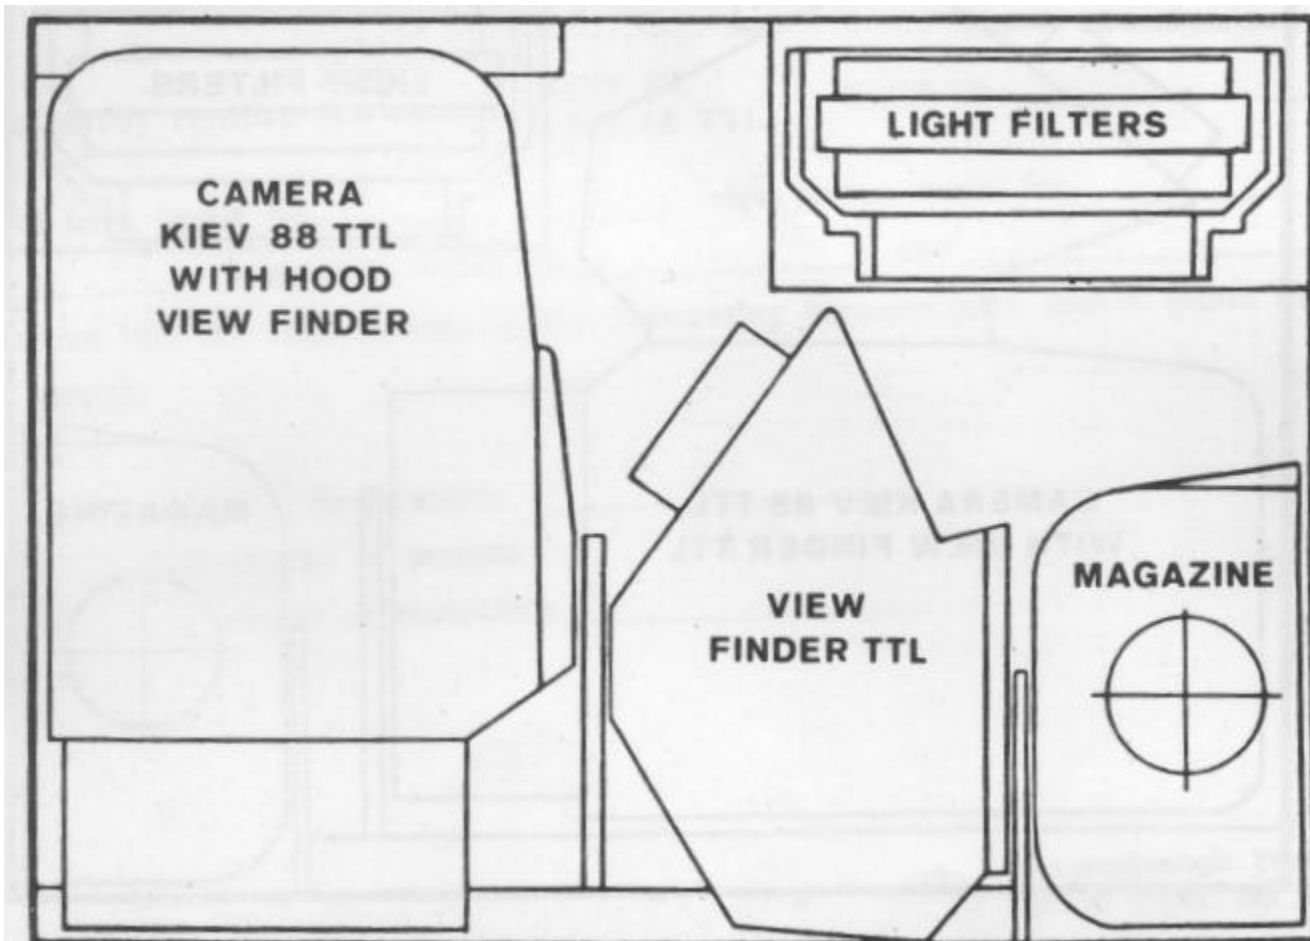 LIGHT FILTERS
CAMERA
KIEV 88 TTL
WITH HOOD
VIEW FINDER
VIEW
FINDER TTL
MAGAZINE